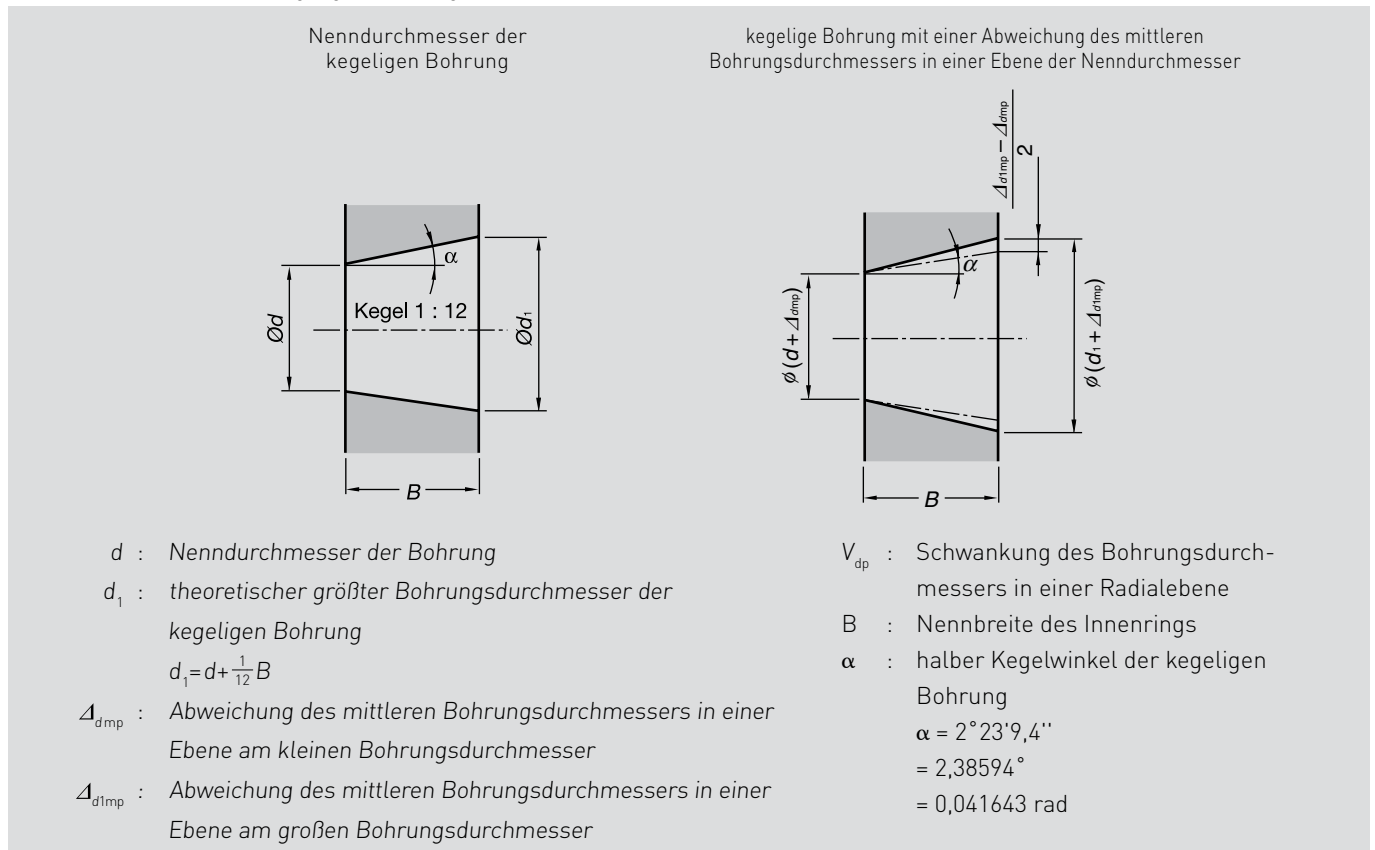 Nenndurchmesser der
kegeligen Bohrung
kegelige Bohrung mit einer Abweichung des mittleren
Bohrungsdurchmessers in einer Ebene der Nenndurchmesser
α
Kegel 1 : 12
Ød
Ød₁
B
Δd1mp – Δdmp
2
α
ø (d + Δdmp)
ø (d₁ + Δd1mp)
B
d : Nenndurchmesser der Bohrung
d₁ : theoretischer größter Bohrungsdurchmesser der
kegeligen Bohrung
d₁=d+1/12 B
Δdmp : Abweichung des mittleren Bohrungsdurchmessers in einer
Ebene am kleinen Bohrungsdurchmesser
Δd1mp : Abweichung des mittleren Bohrungsdurchmessers in einer
Ebene am großen Bohrungsdurchmesser
Vdp : Schwankung des Bohrungsdurch-
messers in einer Radialebene
B : Nennbreite des Innenrings
α : halber Kegelwinkel der kegeligen
Bohrung
α = 2°23'9,4''
= 2,38594°
= 0,041643 rad